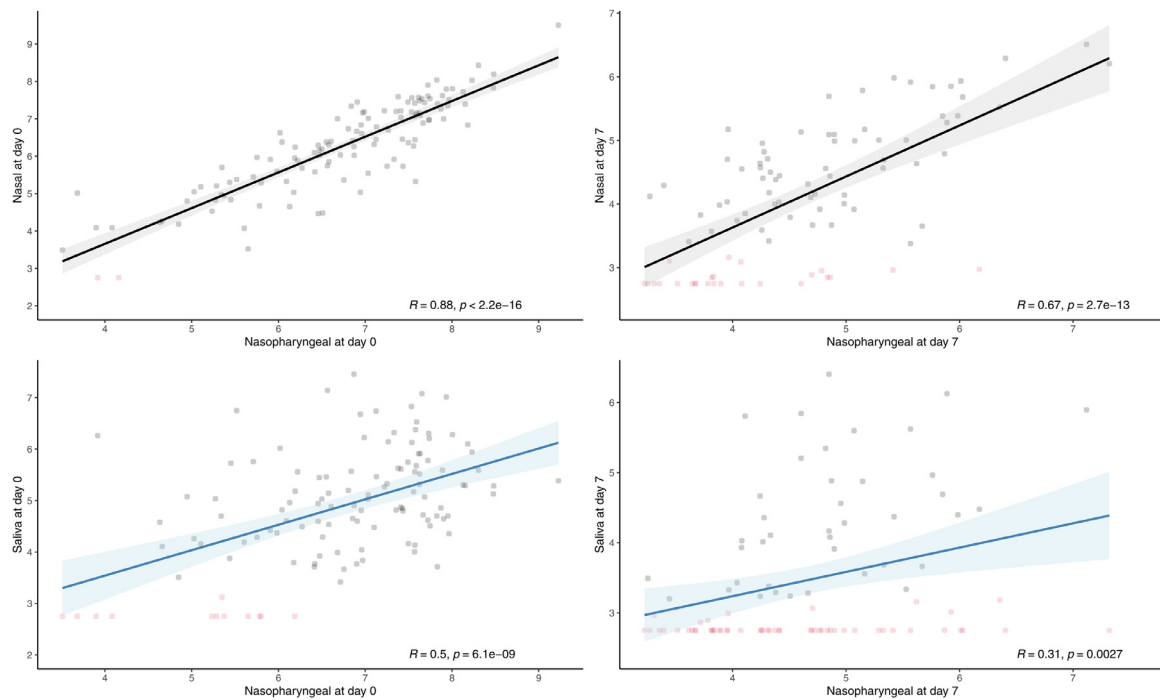 9
8
7
6
5
4
3
2
Nasal at day 0
R = 0.88, p < 2.2e−16
4 5 6 7 8 9
Nasopharyngeal at day 0
7
6
5
4
3
Nasal at day 7
R = 0.67, p = 2.7e−13
4 5 6 7
Nasopharyngeal at day 7
7
6
5
4
3
2
Saliva at day 0
R = 0.5, p = 6.1e−09
4 5 6 7 8 9
Nasopharyngeal at day 0
6
5
4
3
Saliva at day 7
R = 0.31, p = 0.0027
4 5 6 7
Nasopharyngeal at day 7